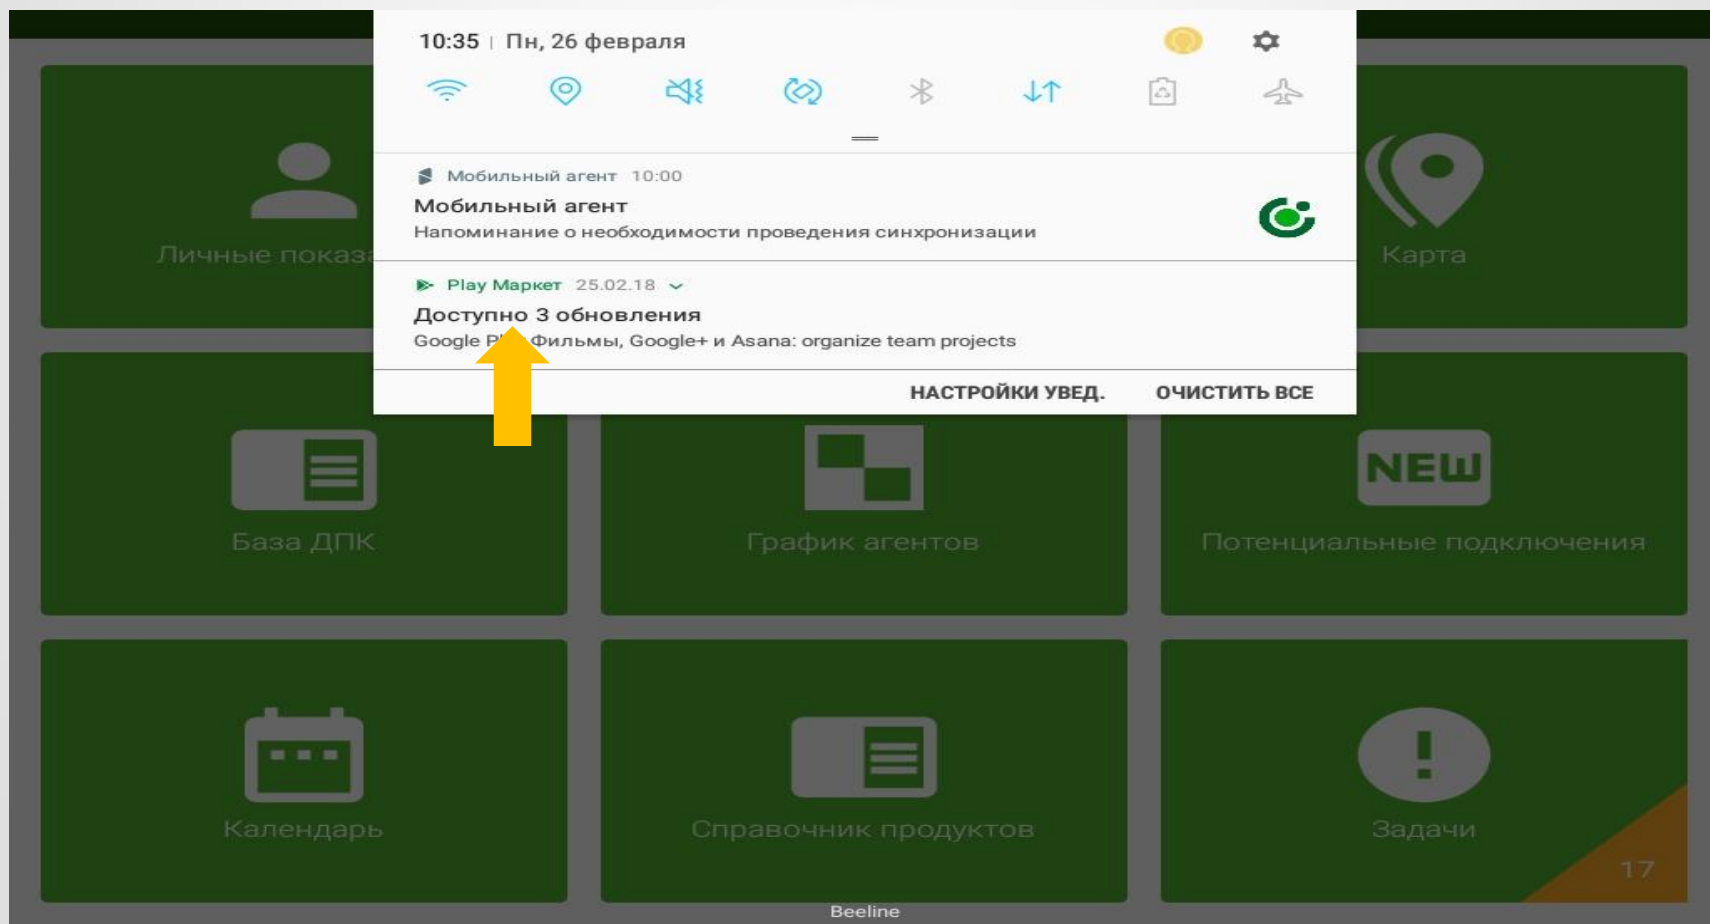 10:35 | Пн, 26 февраля
Мобильный агент 10:00
Мобильный агент
Напоминание о необходимости проведения синхронизации
Play Маркет 25.02.18
Доступно 3 обновления
Google Фильмы, Google+ и Asana: organize team projects
НАСТРОЙКИ УВЕД. ОЧИСТИТЬ ВСЕ
Личные показа
Карта
База ДПК
График агентов
NEW
Потенциальные подключения
Календарь
Справочник продуктов
Задачи
17
Beeline